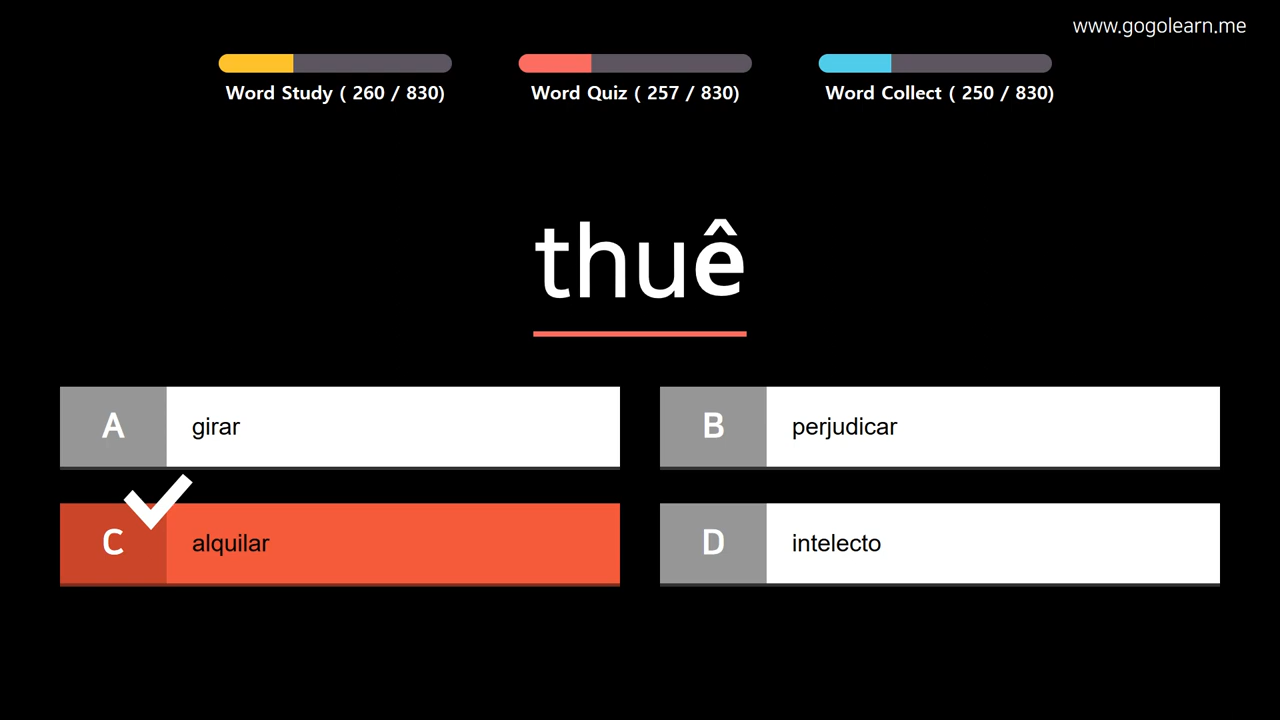 www.gogolearn.me
Word Study ( 260 / 830)
Word Quiz ( 257 / 830)
Word Collect ( 250 / 830)
thuê
A girar
B perjudicar
C alquilar
D intelecto